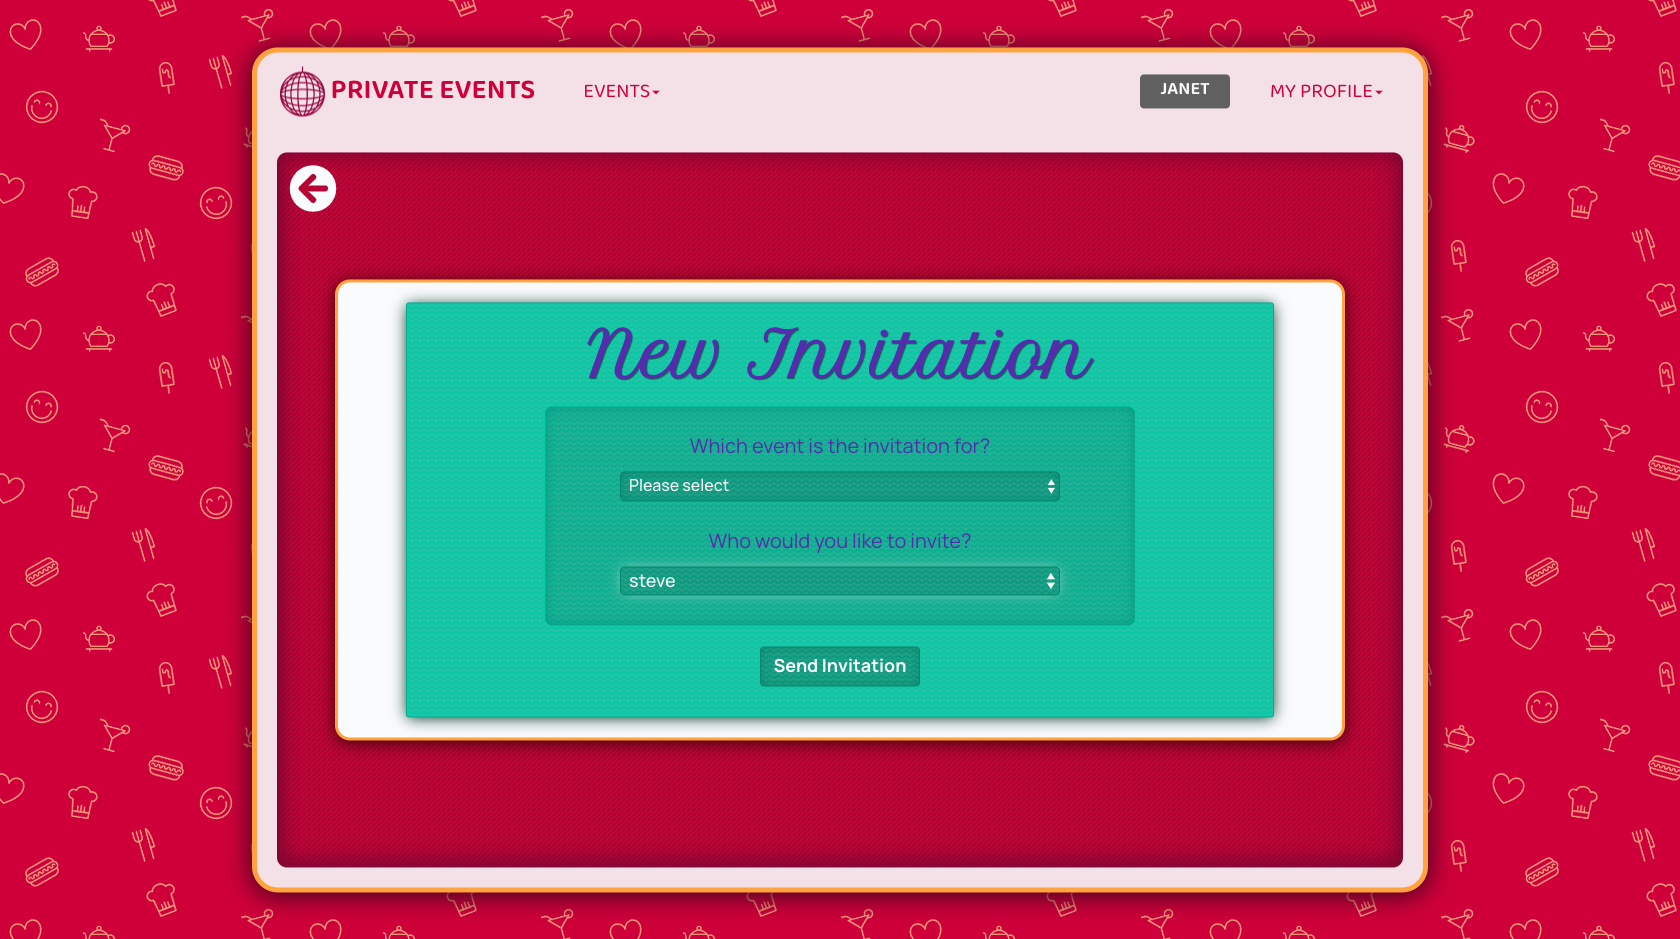 PRIVATE EVENTS
EVENTS
JANET
MY PROFILE
New Invitation
Which event is the invitation for?
Please select
Who would you like to invite?
steve
Send Invitation